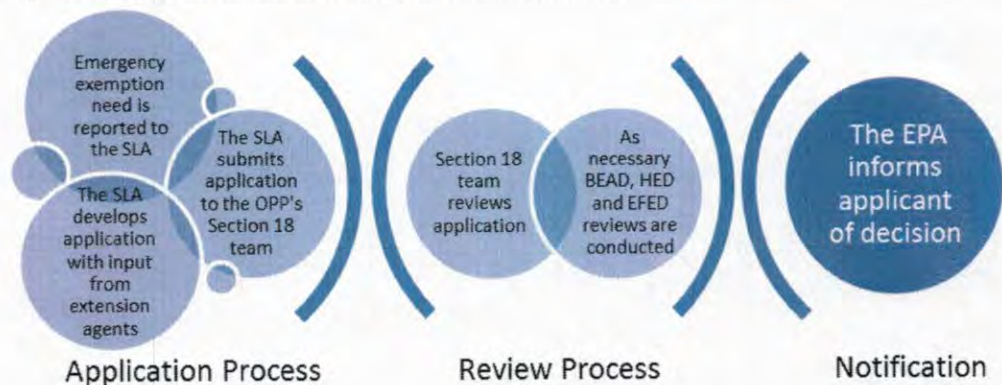 Emergency
exemption
need is
reported to
the SLA
The SLA
submits
application
to the OPP's
Section 18
team
The SLA
develops
application
with input
from
extension
agents
Application Process
Section 18
team
reviews
application
As
necessary
BEAD, HED
and EFED
reviews are
conducted
Review Process
The EPA
informs
applicant
of decision
Notification